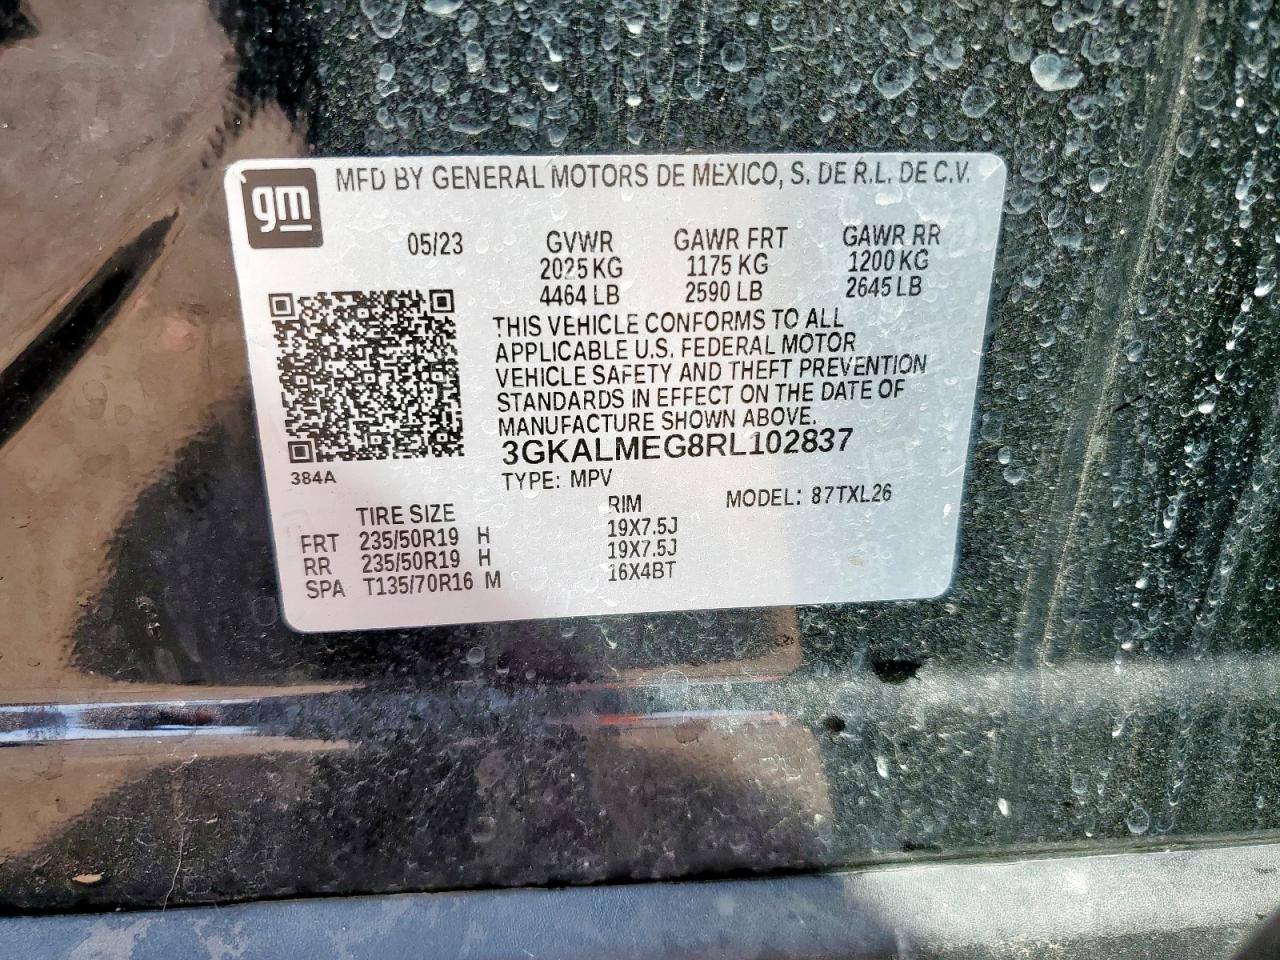 gm
MFD BY GENERAL MOTORS DE MEXICO, S. DE R.L. DE C.V.
05/23 GVWR GAWR FRT GAWR RR
2025 KG 1175 KG 1200 KG
4464 LB 2590 LB 2645 LB
THIS VEHICLE CONFORMS TO ALL
APPLICABLE U.S. FEDERAL MOTOR
VEHICLE SAFETY AND THEFT PREVENTION
STANDARDS IN EFFECT ON THE DATE OF
MANUFACTURE SHOWN ABOVE.
3GKALMEG8RL102837
384A TYPE: MPV MODEL: 87TXL26
TIRE SIZE RIM
FRT 235/50R19 H 19X7.5J
RR 235/50R19 H 19X7.5J
SPA T135/70R16 M 16X4BT